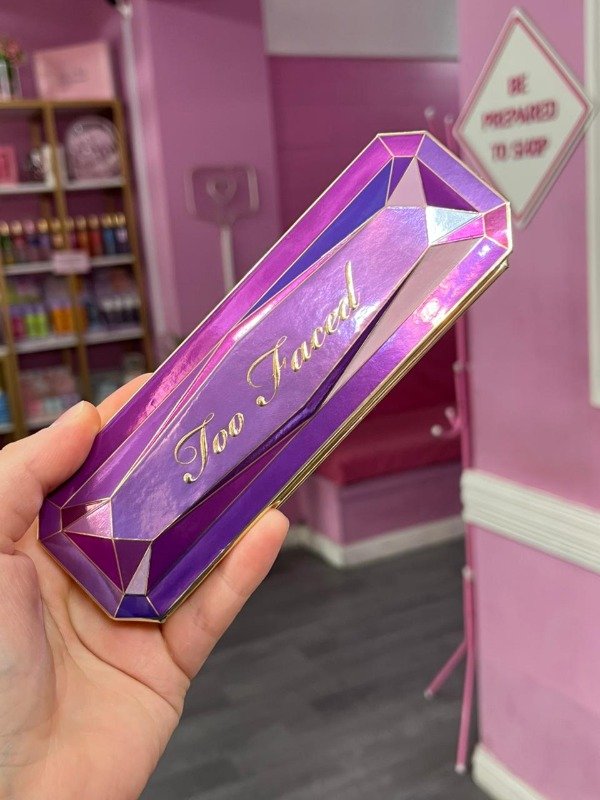 BE
PREPARED
TO SHOP
Too Faced